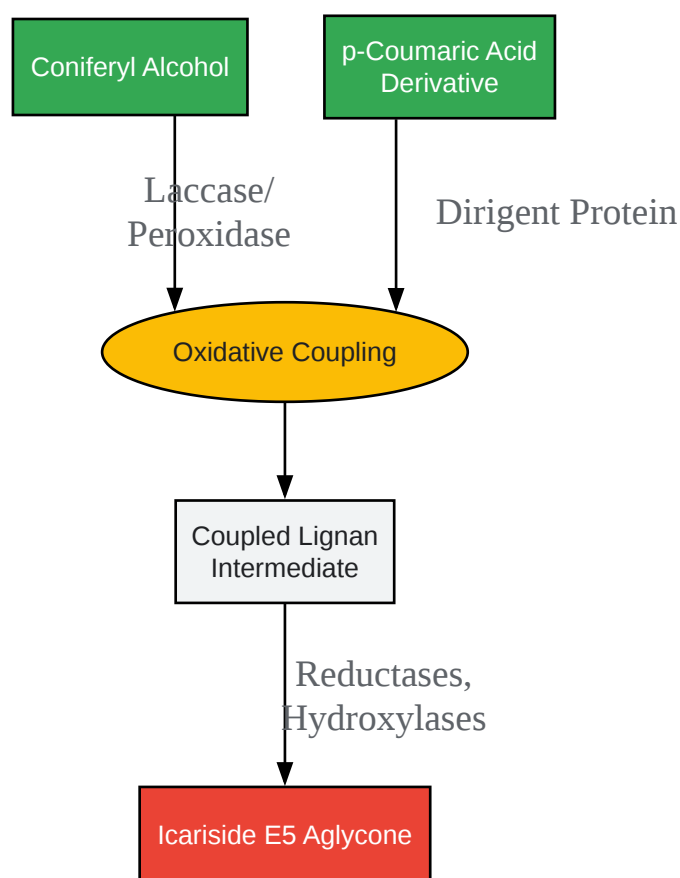 Coniferyl Alcohol
p-Coumaric Acid
Derivative
Laccase/
Peroxidase
Dirigent Protein
Oxidative Coupling
Coupled Lignan
Intermediate
Reductases,
Hydroxylases
Icariside E5 Aglycone